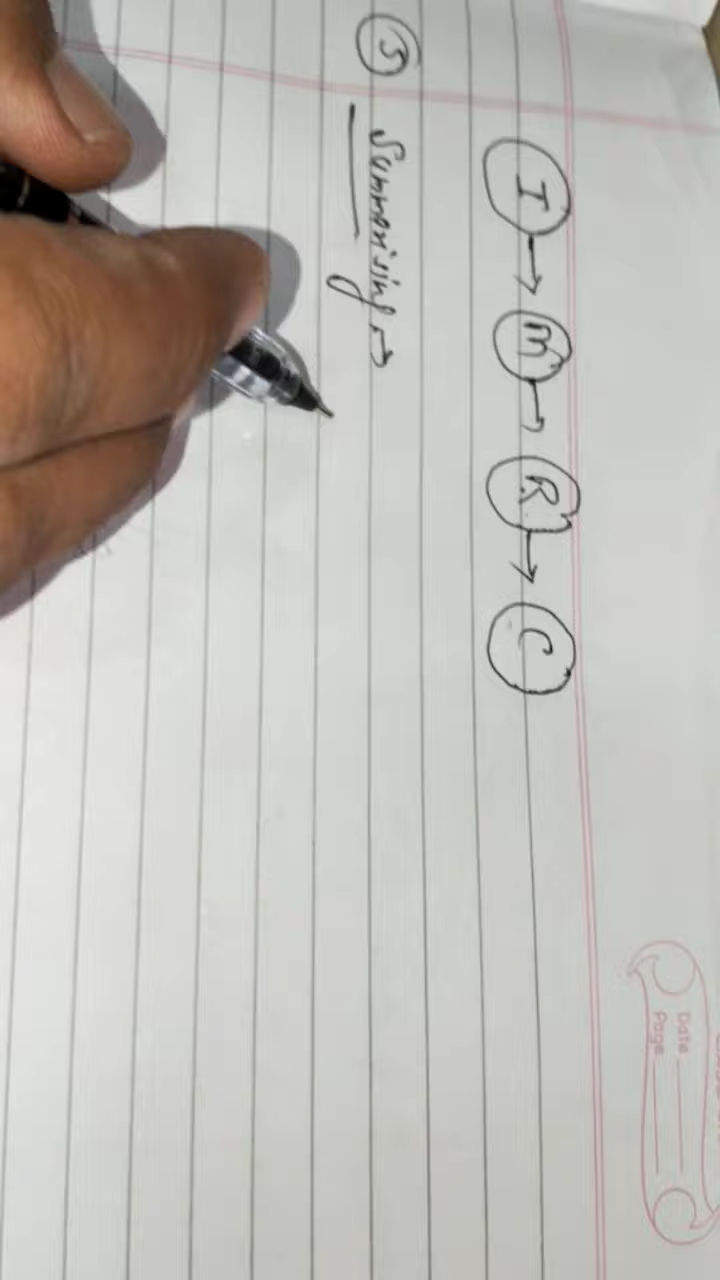 Date
Page
I → M → R → C
⑤ Summarising →